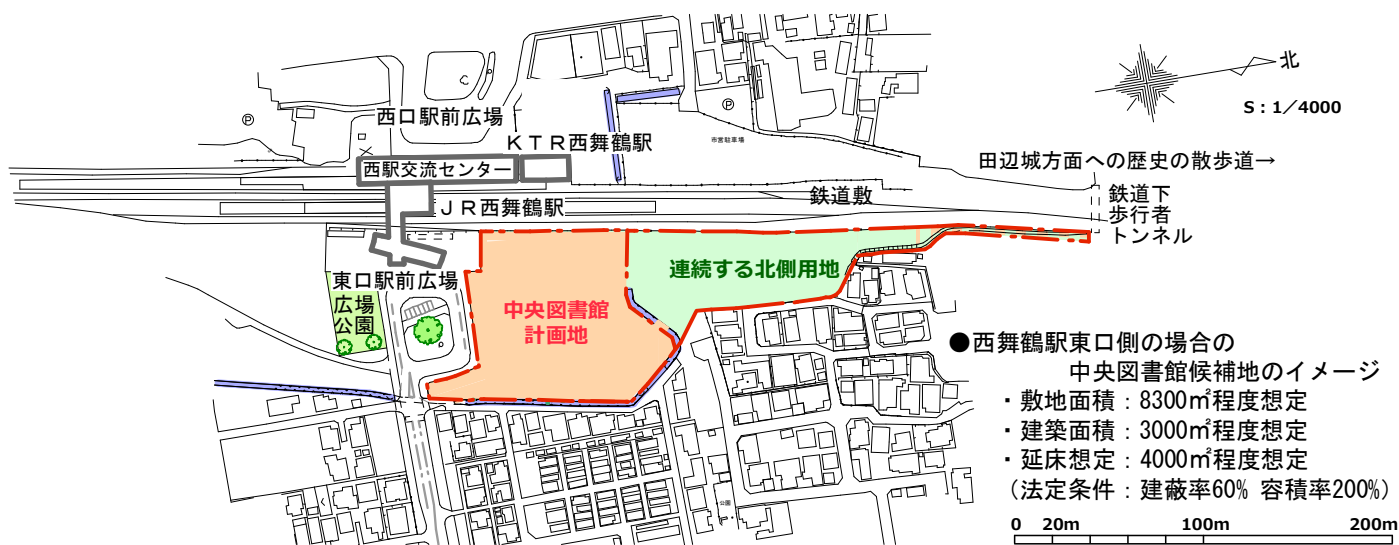 西口駅前広場
KTR西舞鶴駅
西駅交流センター
JR西舞鶴駅
鉄道敷
市営駐車場
Ⓟ
Ⓟ
北
S：1／4000
田辺城方面への歴史の散歩道→
鉄道下
歩行者
トンネル
東口駅前広場
広場
公園
中央図書館
計画地
連続する北側用地
公園
●西舞鶴駅東口側の場合の
中央図書館候補地のイメージ
・敷地面積：8300㎡程度想定
・建築面積：3000㎡程度想定
・延床想定：4000㎡程度想定
（法定条件：建蔽率60% 容積率200%）
0 20m 100m 200m